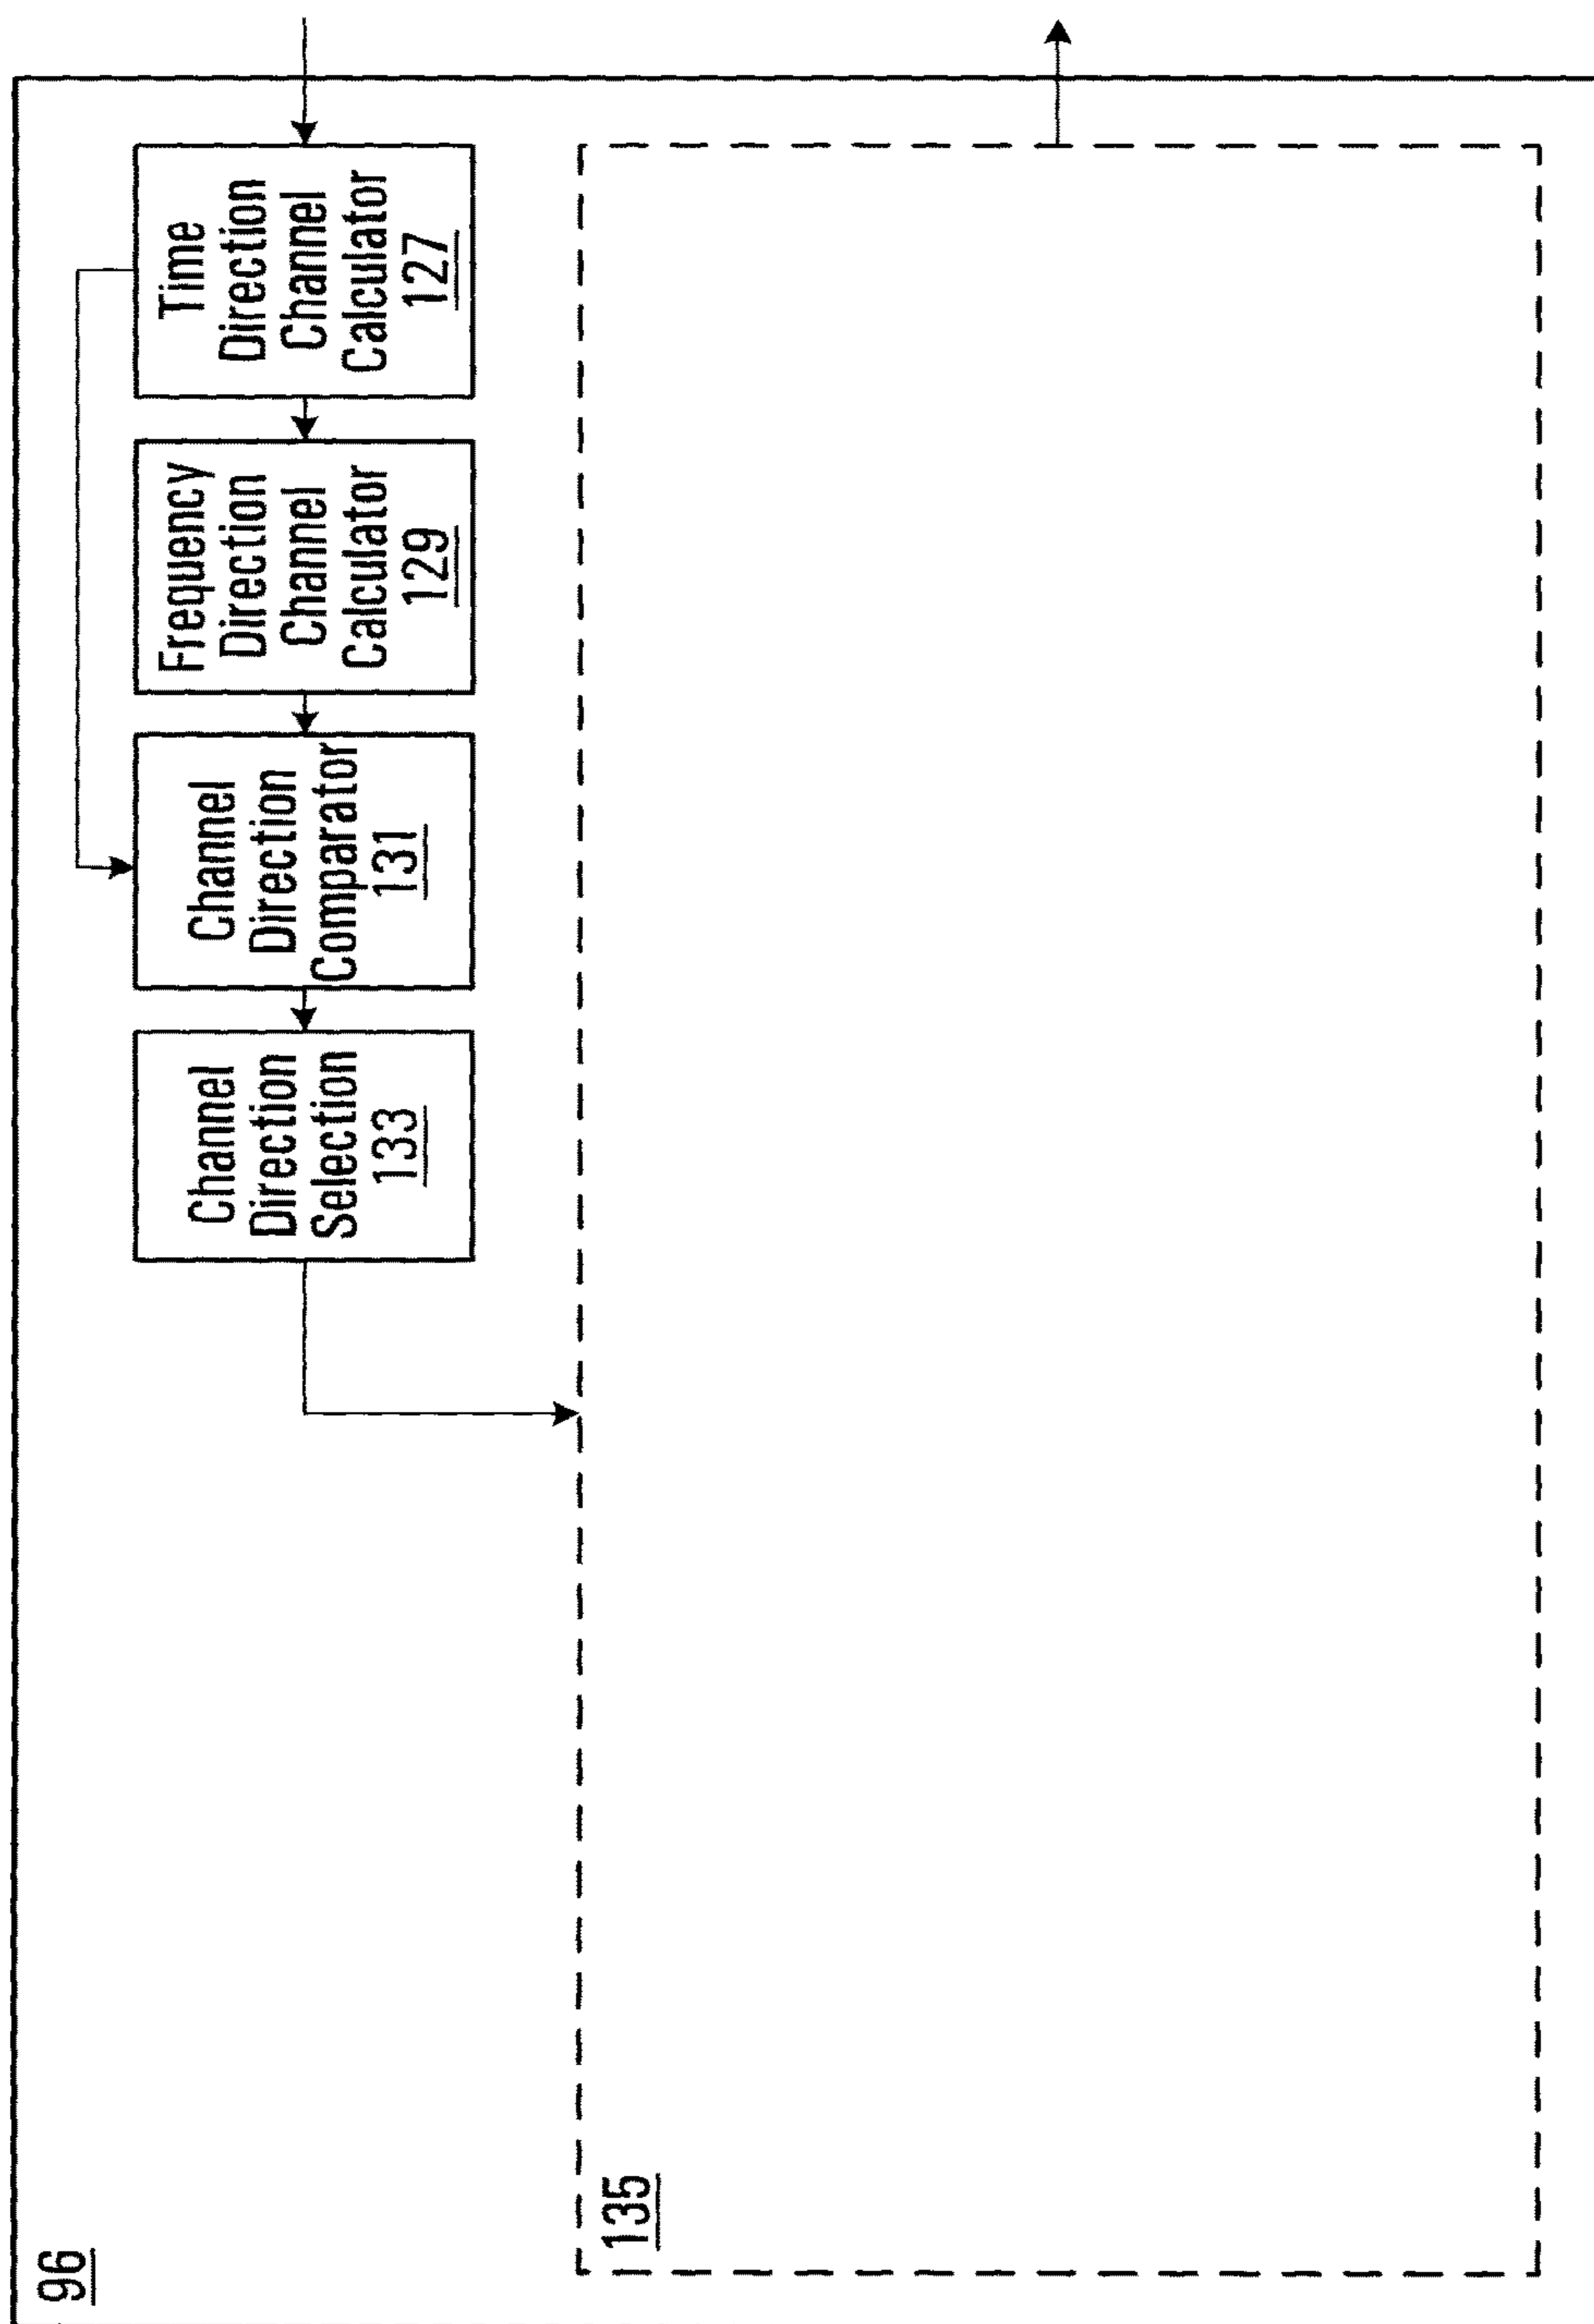 96
Time
Direction
Channel
Calculator
127
Frequency
Direction
Channel
Calculator
129
Channel
Direction
Comparator
131
Channel
Direction
Selection
133
135